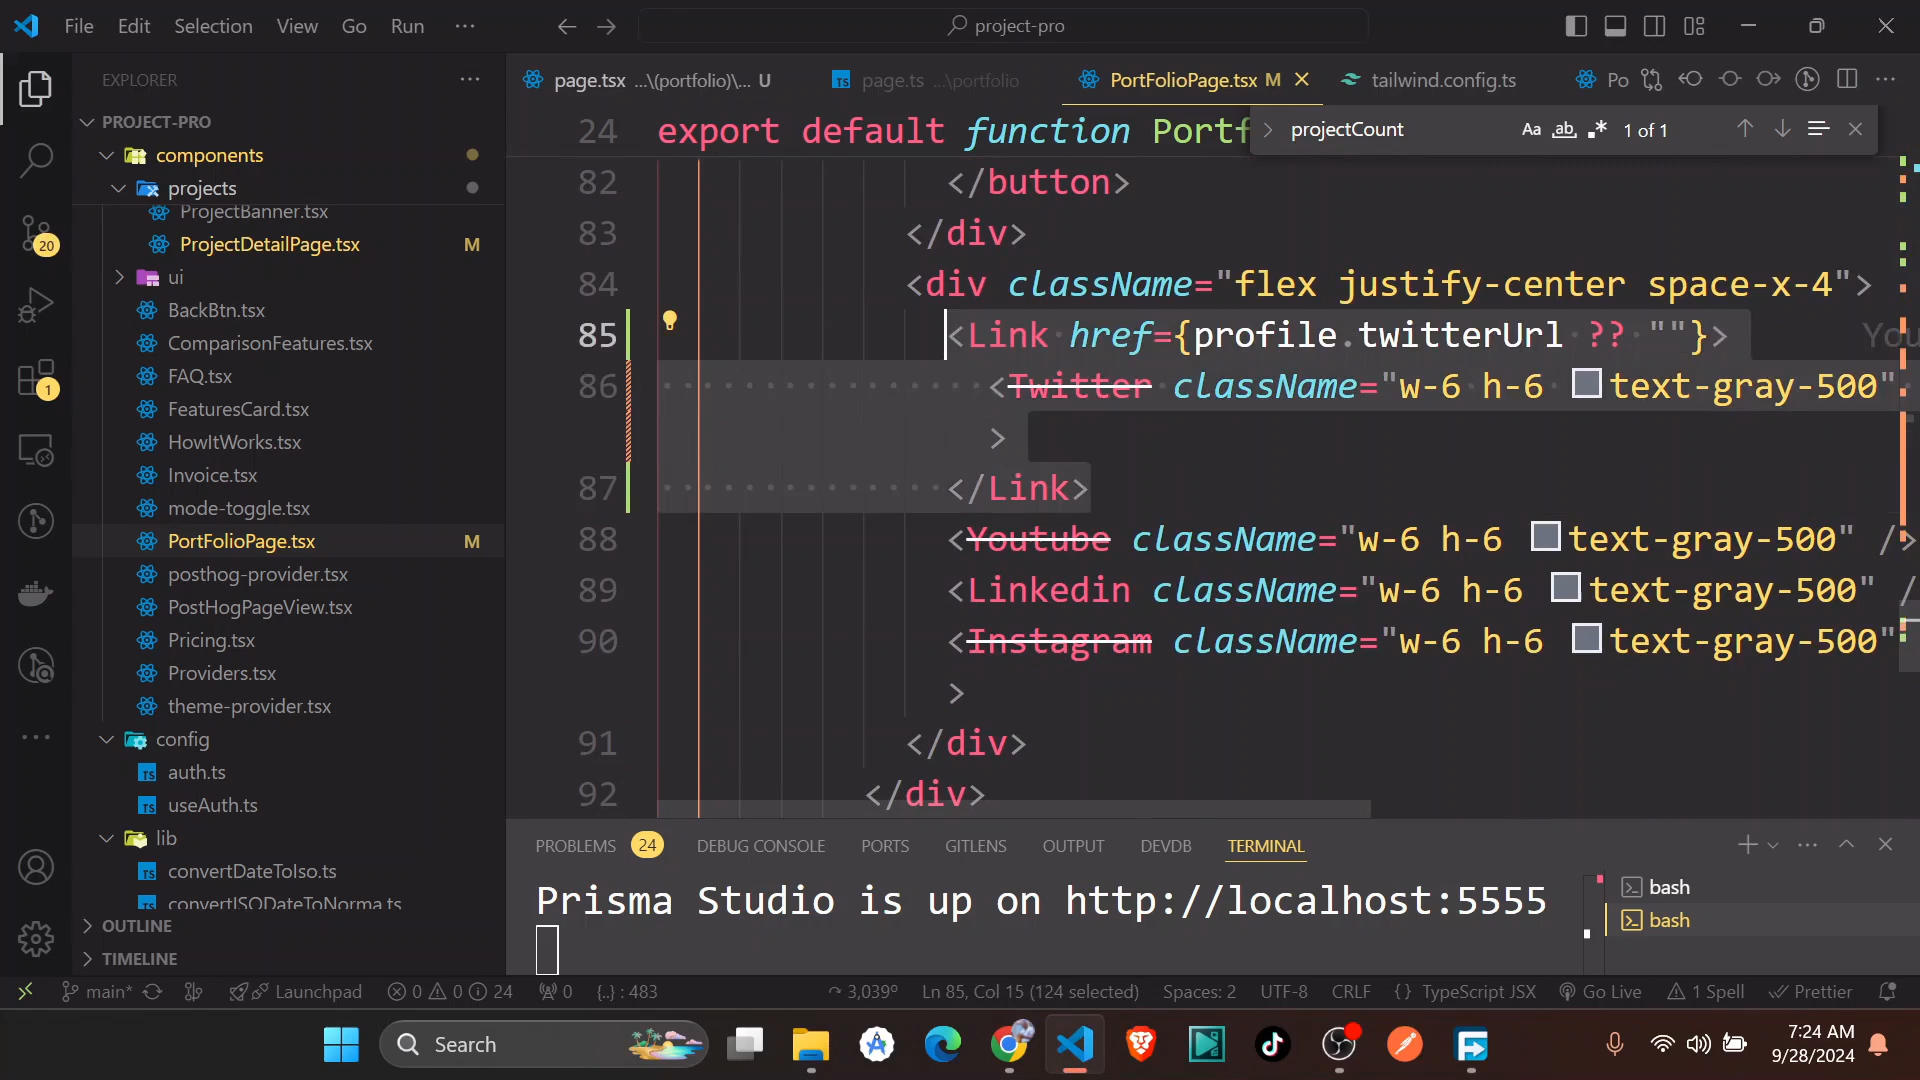 File Edit Selection View Go Run ···
project-pro
EXPLORER
page.tsx ...\(portfolio)\... U
page.ts ...\portfolio
PortFolioPage.tsx M
tailwind.config.ts
Po
projectCount
Aa ab .* 1 of 1
PROJECT-PRO
components
projects
ProjectBanner.tsx
ProjectDetailPage.tsx M
ui
BackBtn.tsx
ComparisonFeatures.tsx
FAQ.tsx
FeaturesCard.tsx
HowItWorks.tsx
Invoice.tsx
mode-toggle.tsx
PortFolioPage.tsx M
posthog-provider.tsx
PostHogPageView.tsx
Pricing.tsx
Providers.tsx
theme-provider.tsx
config
auth.ts
useAuth.ts
lib
convertDateToIso.ts
convertISODateToNorma.ts
OUTLINE
TIMELINE
20
1
24 export default function Portf
82 </button>
83 </div>
84 <div className="flex justify-center space-x-4">
85 <Link href={profile.twitterUrl ?? ""}> You
86 <Twitter className="w-6 h-6 text-gray-500"
>
87 </Link>
88 <Youtube className="w-6 h-6 text-gray-500" />
89 <Linkedin className="w-6 h-6 text-gray-500" /
90 <Instagram className="w-6 h-6 text-gray-500"
>
91 </div>
92 </div>
PROBLEMS 24 DEBUG CONSOLE PORTS GITLENS OUTPUT DEVDB TERMINAL
Prisma Studio is up on http://localhost:5555
bash
bash
main* Launchpad 0 0 24 0 {..} : 483 3,039° Ln 85, Col 15 (124 selected) Spaces: 2 UTF-8 CRLF {} TypeScript JSX Go Live 1 Spell Prettier
Search
7:24 AM
9/28/2024